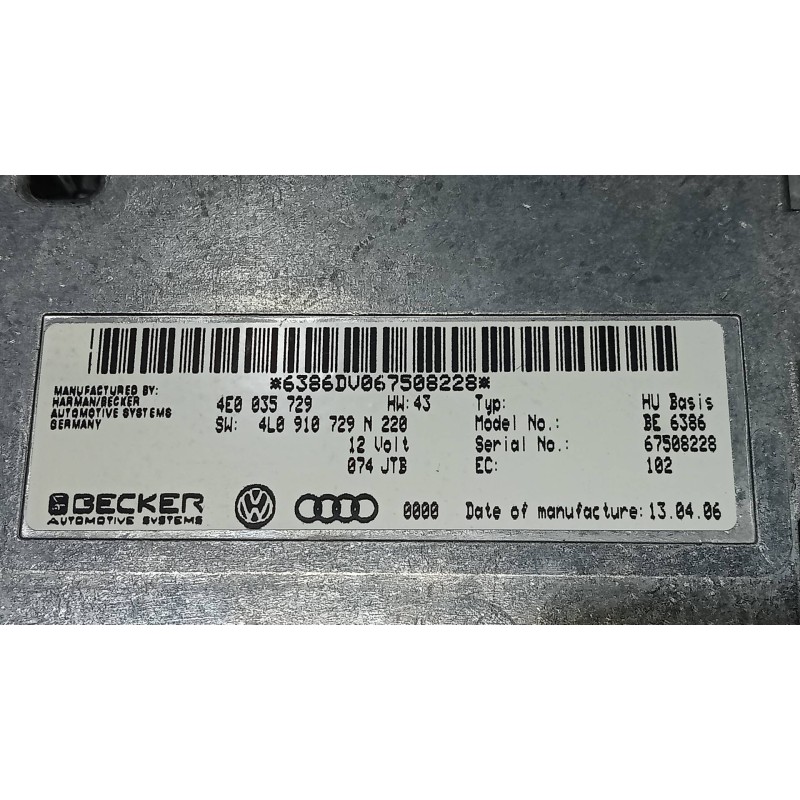 *6386DV067508228*
MANUFACTURED BY:
HARMAN/BECKER
AUTOMOTIVE SYSTEMS
GERMANY
4E0 035 729 HW: 43
SW: 4L0 910 729 N 220
12 Volt
074 JTB
Typ: HU Basis
Model No.: BE 6386
Serial No.: 67508228
EC: 102
BECKER
AUTOMOTIVE SYSTEMS
VW
0000 Date of manufacture: 13.04.06